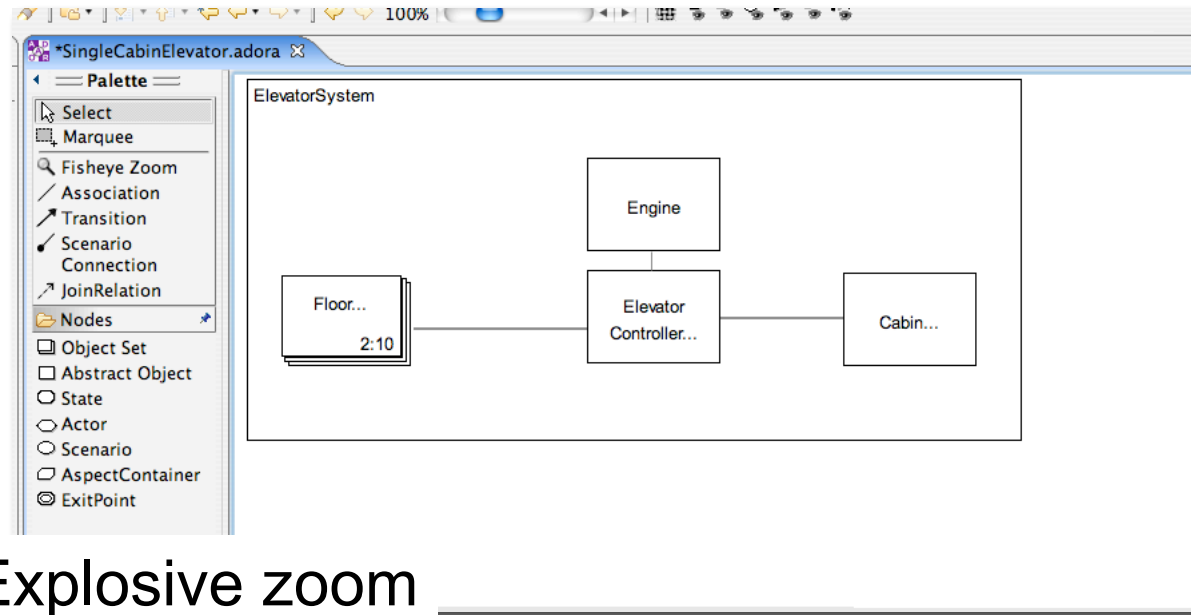 100%
*SingleCabinElevator.adora
Palette
Select
Marquee
Fisheye Zoom
Association
Transition
Scenario
Connection
JoinRelation
Nodes
Object Set
Abstract Object
State
Actor
Scenario
AspectContainer
ExitPoint
ElevatorSystem
Engine
Floor...
2:10
Elevator
Controller...
Cabin...
Explosive zoom